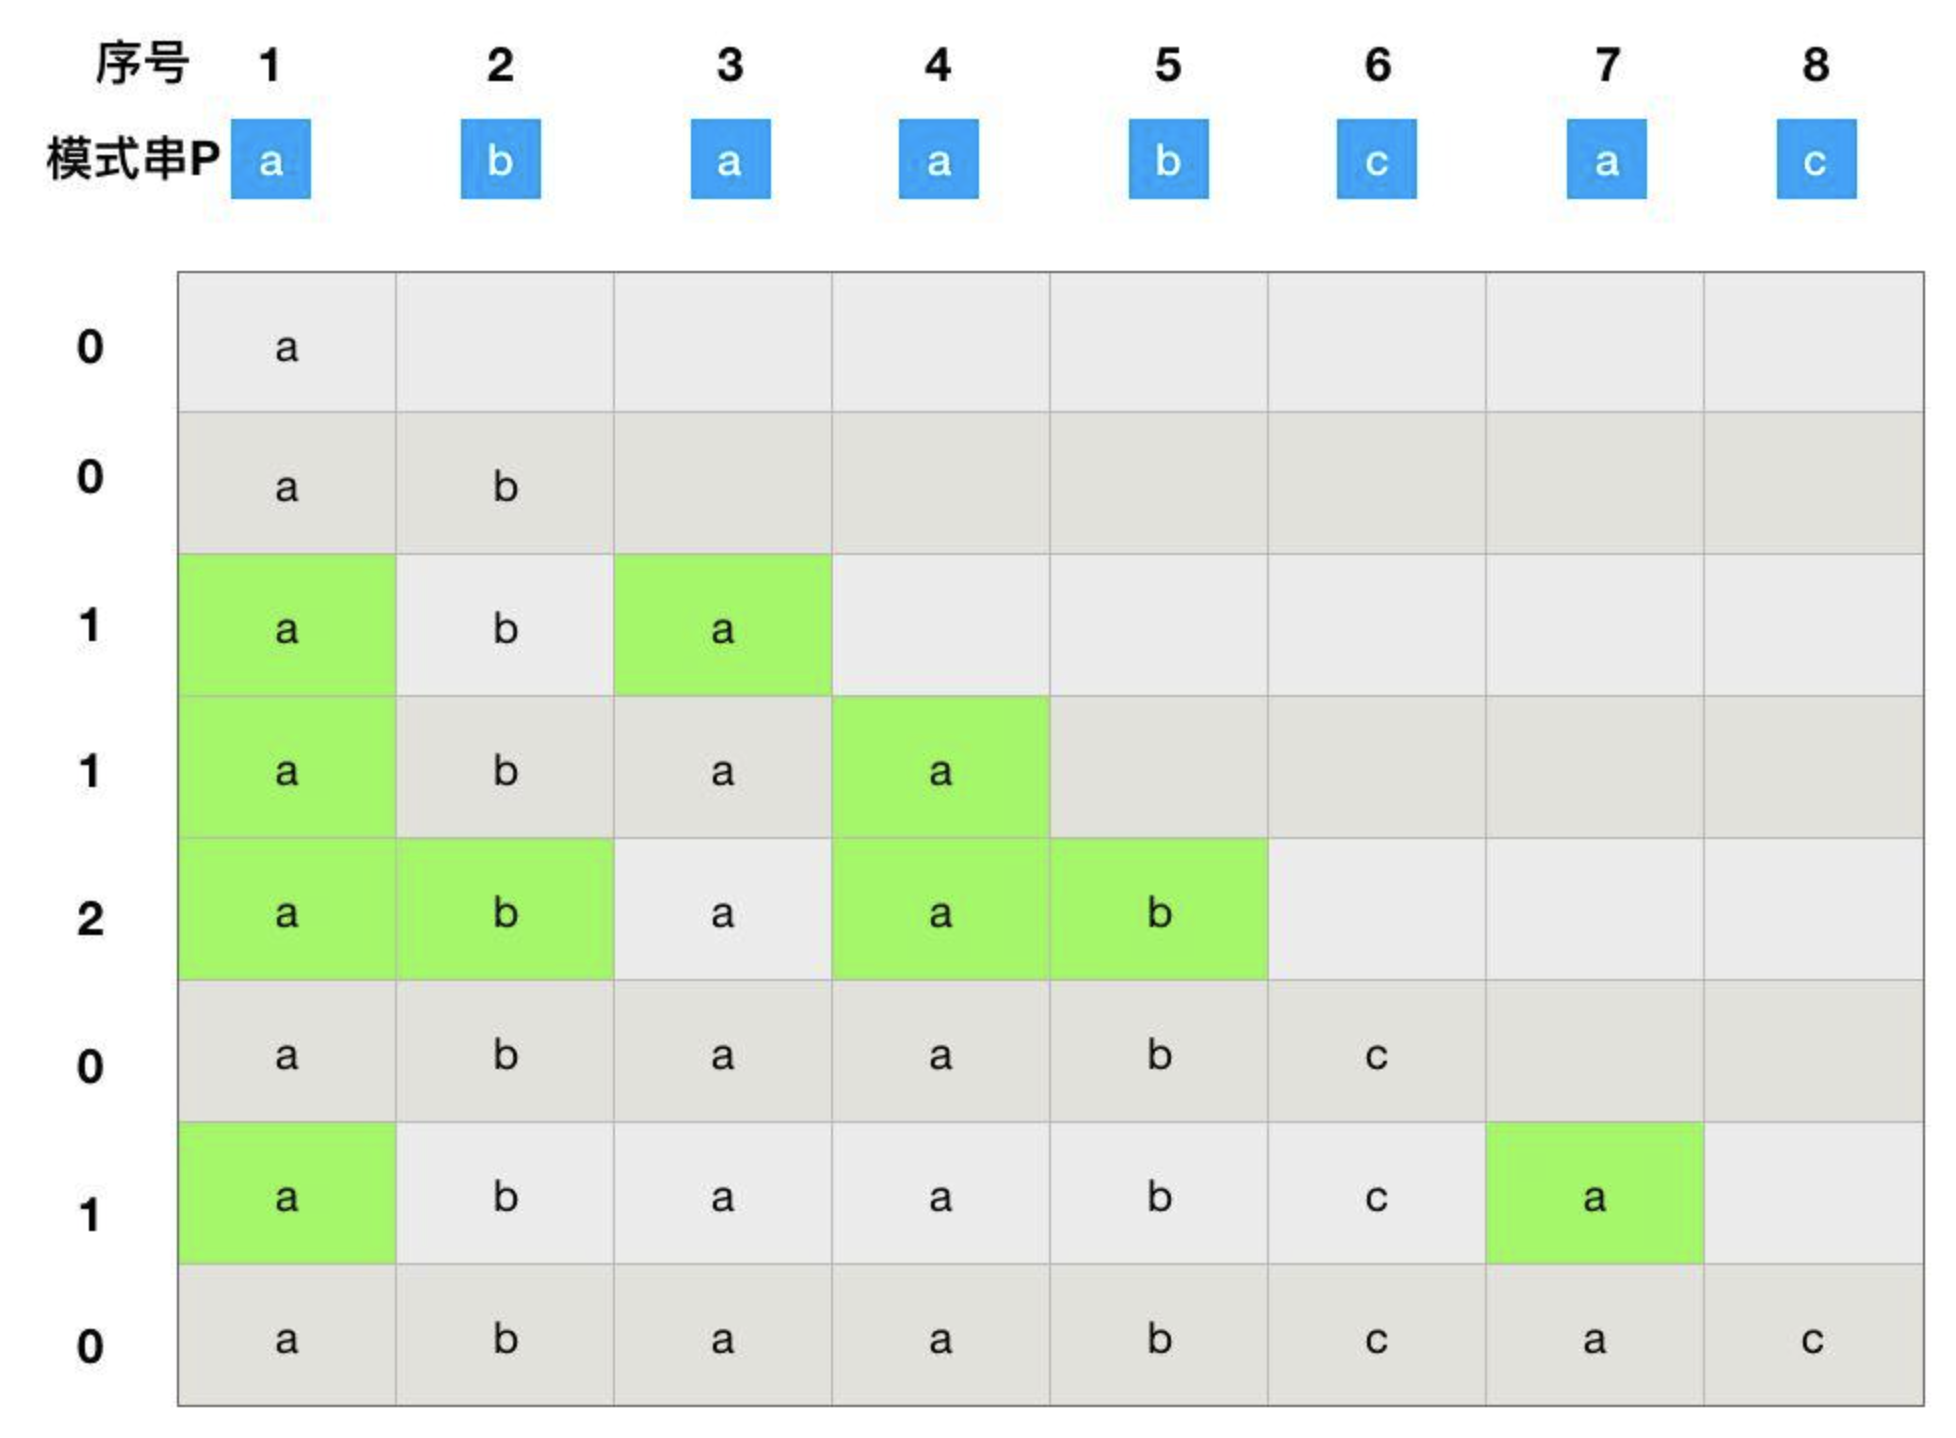 序号 1 2 3 4 5 6 7 8
模式串P a b a a b c a c
0 a
0 a b
1 a b a
1 a b a a
2 a b a a b
0 a b a a b c
1 a b a a b c a
0 a b a a b c a c